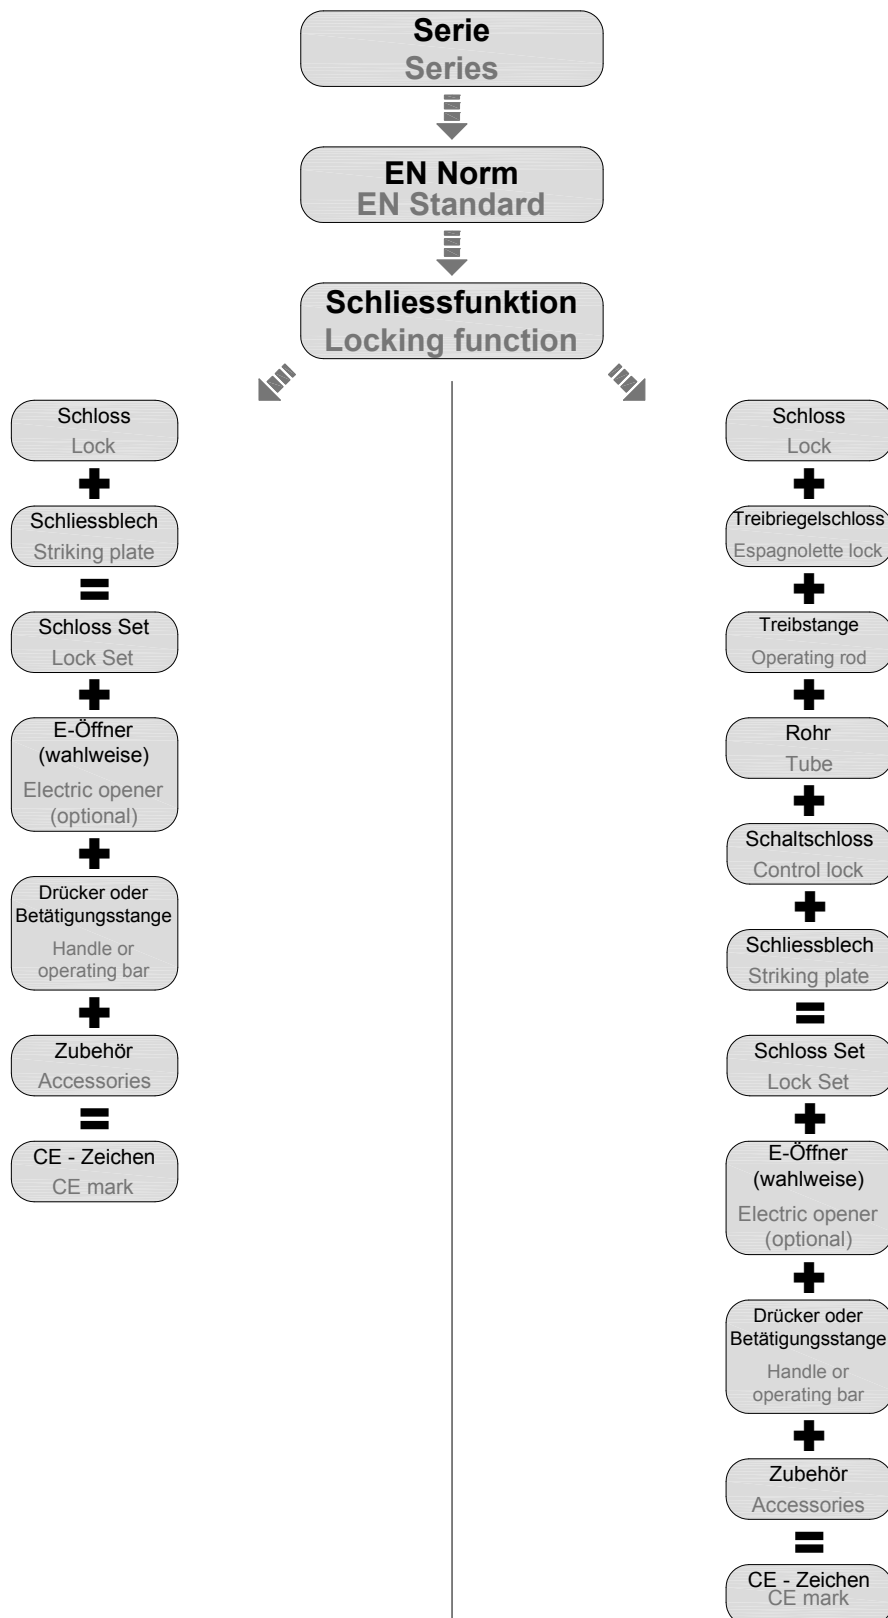 Serie
Series
EN Norm
EN Standard
Schliessfunktion
Locking function
Schloss
Lock
Schliessblech
Striking plate
Schloss Set
Lock Set
E-Öffner
(wahlweise)
Electric opener
(optional)
Drücker oder
Betätigungsstange
Handle or
operating bar
Zubehör
Accessories
CE - Zeichen
CE mark
Schloss
Lock
Treibriegelschloss
Espagnolette lock
Treibstange
Operating rod
Rohr
Tube
Schaltschloss
Control lock
Schliessblech
Striking plate
Schloss Set
Lock Set
E-Öffner
(wahlweise)
Electric opener
(optional)
Drücker oder
Betätigungsstange
Handle or
operating bar
Zubehör
Accessories
CE - Zeichen
CE mark